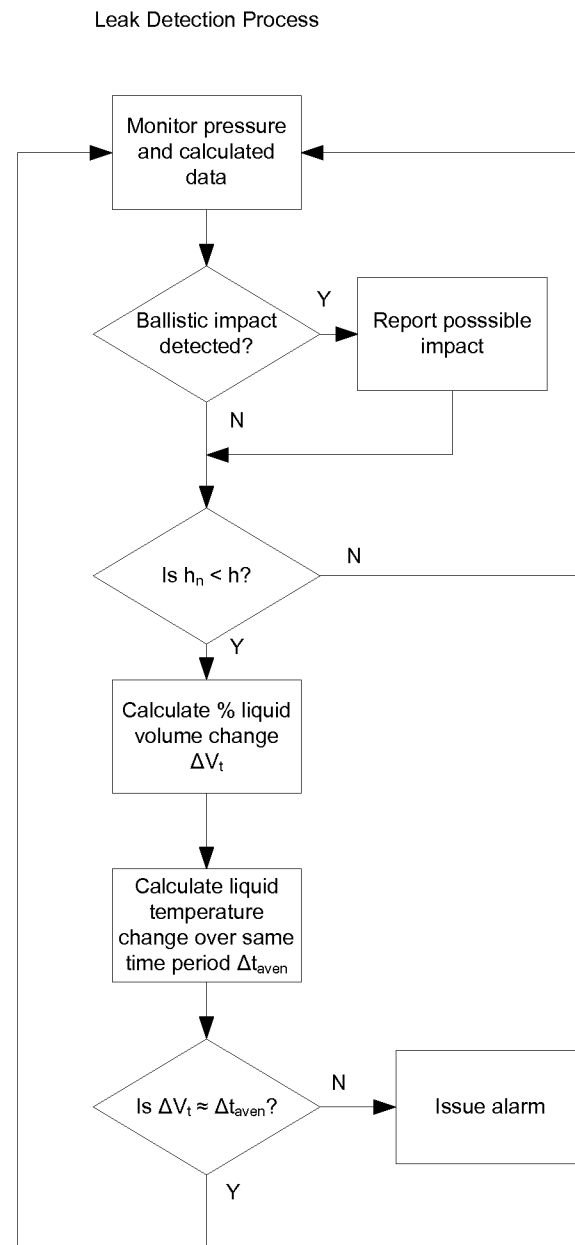 Leak Detection Process
Monitor pressure
and calculated
data
Ballistic impact
detected?
Y
Report posssible
impact
N
Is hₙ < h?
N
Y
Calculate % liquid
volume change
ΔVₜ
Calculate liquid
temperature
change over same
time period Δtₐᵥₑₙ
Is ΔVₜ ≈ Δtₐᵥₑₙ?
N
Issue alarm
Y